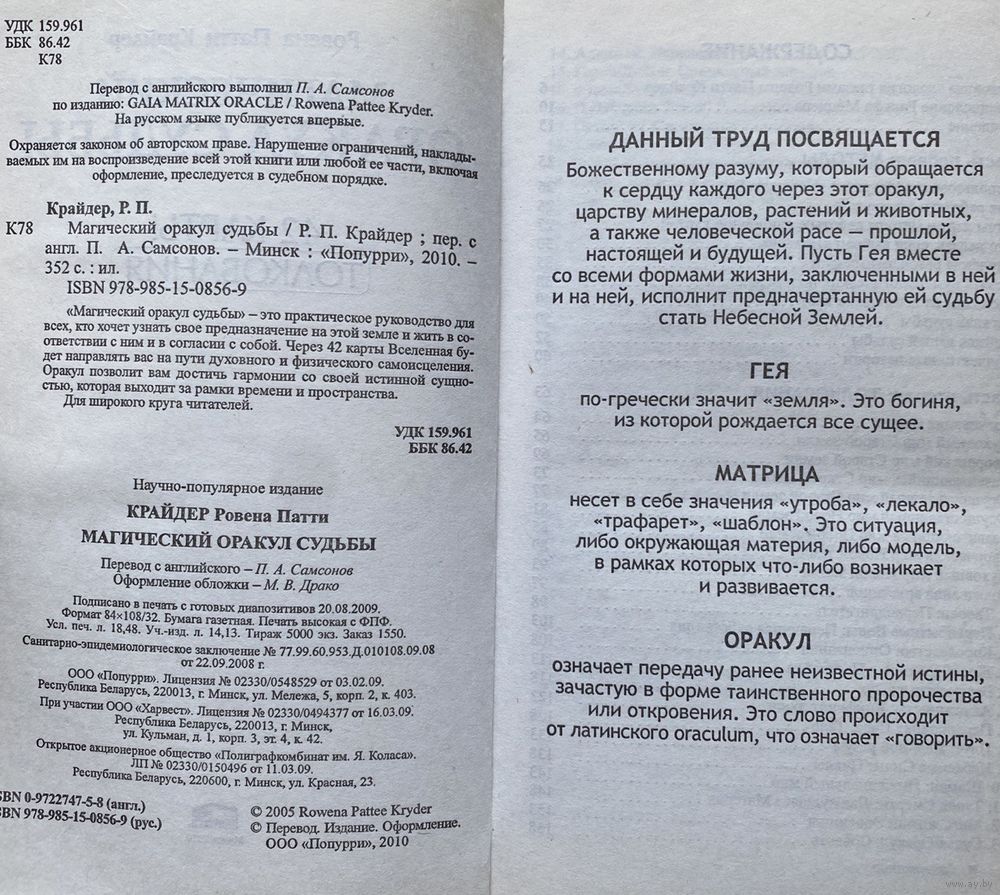 УДК 159.961
ББК 86.42
К78
Перевод с английского выполнил П. А. Самсонов
по изданию: GAIA MATRIX ORACLE / Rowena Pattee Kryder.
На русском языке публикуется впервые.
Охраняется законом об авторском праве. Нарушение ограничений, наклады-
ваемых им на воспроизведение всей этой книги или любой ее части, включая
оформление, преследуется в судебном порядке.
Крайдер, Р. П.
К78 Магический оракул судьбы / Р. П. Крайдер ; пер. с
англ. П. А. Самсонов. – Минск : «Попурри», 2010. –
352 с. : ил.
ISBN 978-985-15-0856-9
«Магический оракул судьбы» – это практическое руководство для
всех, кто хочет узнать свое предназначение на этой земле и жить в со-
ответствии с ним и в согласии с собой. Через 42 карты Вселенная бу-
дет направлять вас на пути духовного и физического самоисцеления.
Оракул позволит вам достичь гармонии со своей истинной сущно-
стью, которая выходит за рамки времени и пространства.
Для широкого круга читателей.
УДК 159.961
ББК 86.42
Научно-популярное издание
КРАЙДЕР Ровена Патти
МАГИЧЕСКИЙ ОРАКУЛ СУДЬБЫ
Перевод с английского – П. А. Самсонов
Оформление обложки – М. В. Драко
Подписано в печать с готовых диапозитивов 20.08.2009.
Формат 84×108/32. Бумага газетная. Печать высокая с ФПФ.
Усл. печ. л. 18,48. Уч.-изд. л. 14,13. Тираж 5000 экз. Заказ 1550.
Санитарно-эпидемиологическое заключение № 77.99.60.953.Д.010108.09.08
от 22.09.2008 г.
ООО «Попурри». Лицензия № 02330/0548529 от 03.02.09.
Республика Беларусь, 220013, г. Минск, ул. Мележа, 5, корп. 2, к. 403.
При участии ООО «Харвест». Лицензия № 02330/0494377 от 16.03.09.
Республика Беларусь, 220013, г. Минск,
ул. Кульман, д. 1, корп. 3, эт. 4, к. 42.
Открытое акционерное общество «Полиграфкомбинат им. Я. Коласа».
ЛП № 02330/0150496 от 11.03.09.
Республика Беларусь, 220600, г. Минск, ул. Красная, 23.
ISBN 0-9722747-5-8 (англ.)
ISBN 978-985-15-0856-9 (рус.)
© 2005 Rowena Pattee Kryder
© Перевод. Издание. Оформление.
ООО «Попурри», 2010
ДАННЫЙ ТРУД ПОСВЯЩАЕТСЯ
Божественному разуму, который обращается
к сердцу каждого через этот оракул,
царству минералов, растений и животных,
а также человеческой расе — прошлой,
настоящей и будущей. Пусть Гея вместе
со всеми формами жизни, заключенными в ней
и на ней, исполнит предначертанную ей судьбу
стать Небесной Землей.
ГЕЯ
по-гречески значит «земля». Это богиня,
из которой рождается все сущее.
МАТРИЦА
несет в себе значения «утроба», «лекало»,
«трафарет», «шаблон». Это ситуация,
либо окружающая материя, либо модель,
в рамках которых что-либо возникает
и развивается.
ОРАКУЛ
означает передачу ранее неизвестной истины,
зачастую в форме таинственного пророчества
или откровения. Это слово происходит
от латинского oraculum, что означает «говорить».
www.ay.by